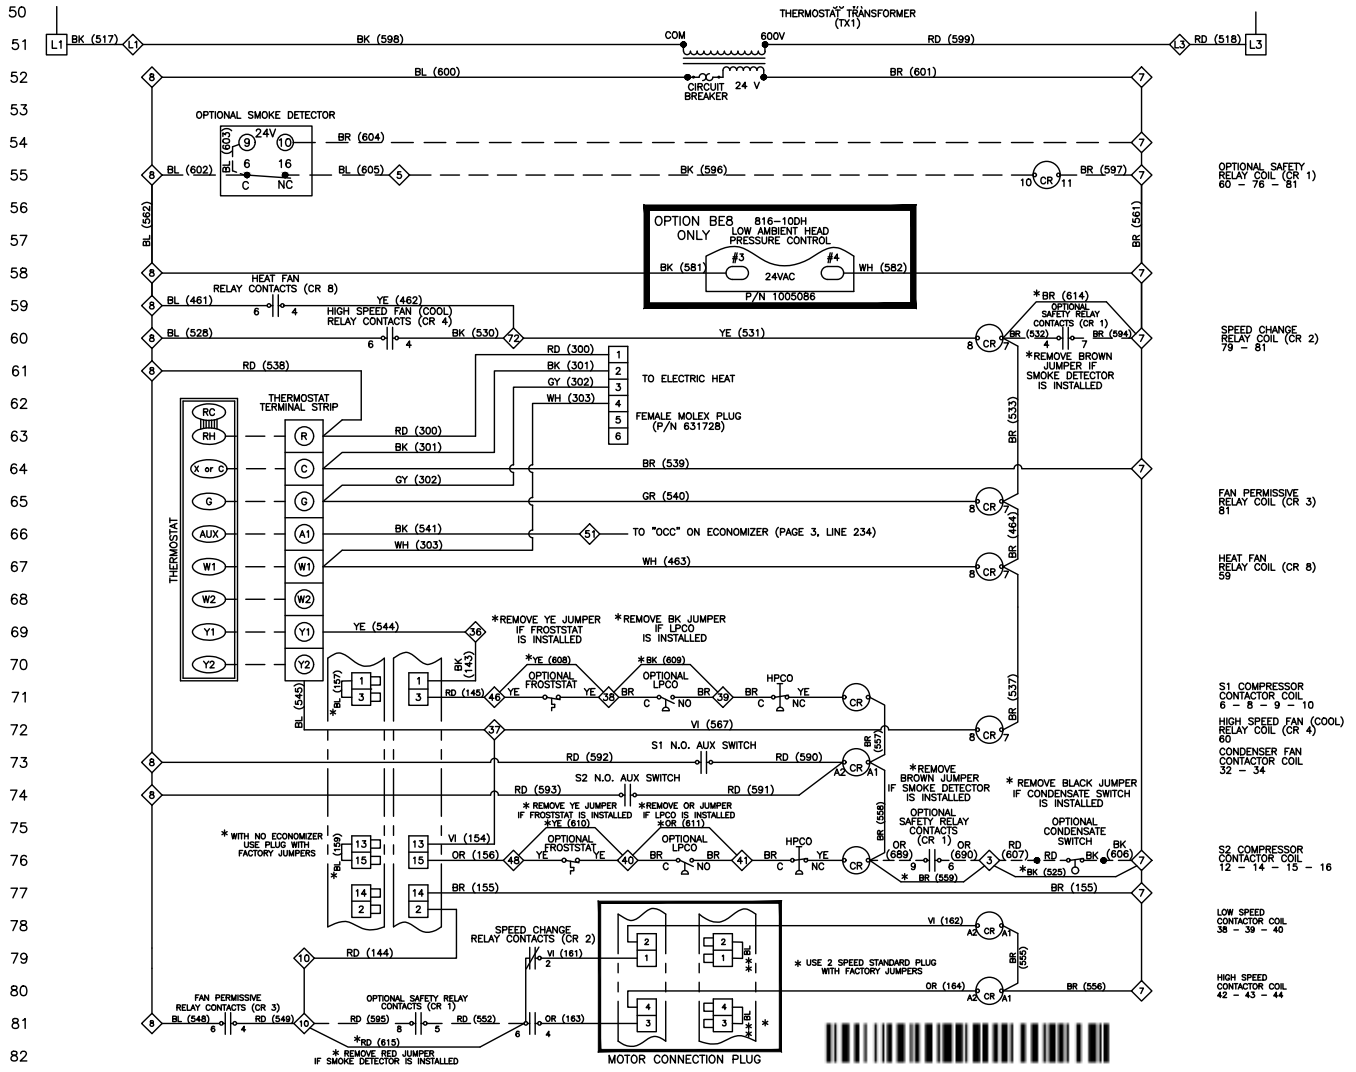 50
THERMOSTAT TRANSFORMER
(TX1)
51 L1 BK (517) L1 BK (598) COM 600V RD (599) L3 RD (518) L3
52 8 BL (600) BR (601) 7
CIRCUIT
BREAKER
24 V
53
OPTIONAL SMOKE DETECTOR
54 BL (603) 9 24V 10 BR (604) 7
55 8 BL (602) 6 16 BL (605) 5 BK (596) 10 CR 11 BR (597) 7
C NC
OPTIONAL SAFETY
RELAY COIL (CR 1)
60 - 76 - 81
56
BL (562)
BR (561)
OPTION BE8
ONLY
816-10DH
LOW AMBIENT HEAD
PRESSURE CONTROL
57
58 8 BK (581) #3 24VAC #4 WH (582) 7
P/N 1005086
HEAT FAN
RELAY CONTACTS (CR 8)
59 8 BL (461) 6 4 YE (462)
HIGH SPEED FAN (COOL)
RELAY CONTACTS (CR 4)
*BR (614)
OPTIONAL
SAFETY RELAY
CONTACTS (CR 1)
60 8 BL (528) 6 4 BK (530) 72 YE (531) 8 CR 7 BR (532) 4 7 BR (594) 7
SPEED CHANGE
RELAY COIL (CR 2)
79 - 81
*REMOVE BROWN
JUMPER IF
SMOKE DETECTOR
IS INSTALLED
61 8 RD (538)
RD (300) 1
BK (301) 2
GY (302) 3
WH (303) 4
5
6
TO ELECTRIC HEAT
FEMALE MOLEX PLUG
(P/N 631728)
62
THERMOSTAT
TERMINAL STRIP
THERMOSTAT
RC
63 RH R RD (300)
BK (301)
BR (533)
64 X or C C BR (539) 7
GY (302)
65 G G GR (540) 8 CR 7
FAN PERMISSIVE
RELAY COIL (CR 3)
81
66 AUX A1 BK (541) 51 TO "OCC" ON ECONOMIZER (PAGE 3, LINE 234)
BR (464)
WH (303)
67 W1 W1 WH (463) 8 CR 7
HEAT FAN
RELAY COIL (CR 8)
59
68 W2 W2
69 Y1 Y1 YE (544) 36
*REMOVE YE JUMPER
IF FROSTSTAT
IS INSTALLED
*REMOVE BK JUMPER
IF LPCO
IS INSTALLED
70 Y2 Y2
BK (143)
*YE (608)
*BK (609)
OPTIONAL
FROSTSTAT
OPTIONAL
LPCO
HPCO
71 *BL (157) 1 3 1 3 RD (145) 46 YE YE 38 BR C NO BR 39 BR C NC YE CR
BR (537)
S1 COMPRESSOR
CONTACTOR COIL
6 - 8 - 9 - 10
BL (545)
72 37 VI (567) 8 CR 7
HIGH SPEED FAN (COOL)
RELAY COIL (CR 4)
60
BR (557)
S1 N.O. AUX SWITCH
73 8 RD (592) RD (590) A2 CR A1
CONDENSER FAN
CONTACTOR COIL
32 - 34
S2 N.O. AUX SWITCH
74 8 RD (593) RD (591)
*REMOVE
BROWN JUMPER
IF SMOKE DETECTOR
IS INSTALLED
* REMOVE BLACK JUMPER
IF CONDENSATE SWITCH
IS INSTALLED
* REMOVE YE JUMPER
IF FROSTSTAT IS INSTALLED
*REMOVE OR JUMPER
IF LPCO IS INSTALLED
BR (558)
75
*YE (610)
*OR (611)
* WITH NO ECONOMIZER
USE PLUG WITH
FACTORY JUMPERS
*BL (159)
13 13 VI (154)
OPTIONAL
FROSTSTAT
OPTIONAL
LPCO
HPCO
OPTIONAL
SAFETY RELAY
CONTACTS
(CR 1)
OPTIONAL
CONDENSATE
SWITCH
76 15 15 OR (156) 48 YE YE 40 BR C NO BR 41 BR C NC YE CR OR (689) 9 6 OR (690) 3 RD (607) RD BK BK (606) 7
* BR (559)
*BK (525)
S2 COMPRESSOR
CONTACTOR COIL
12 - 14 - 15 - 16
77 14 14 BR (155) BR (155) 7
2 2
78 VI (162) A2 CR A1
LOW SPEED
CONTACTOR COIL
38 - 39 - 40
SPEED CHANGE
RELAY CONTACTS (CR 2)
79 10 RD (144) VI (161) 2
2 1 2 1 **BL
* USE 2 SPEED STANDARD PLUG
WITH FACTORY JUMPERS
BR (555)
80 OR (164) A2 CR A1 BR (556) 7
HIGH SPEED
CONTACTOR COIL
42 - 43 - 44
FAN PERMISSIVE
RELAY CONTACTS (CR 3)
OPTIONAL SAFETY RELAY
CONTACTS (CR 1)
81 8 BL (548) 6 4 RD (549) 10 RD (595) 8 5 RD (552) 6 4 OR (163)
4 3 4 3 **BL *
*RD (615)
* REMOVE RED JUMPER
IF SMOKE DETECTOR IS INSTALLED
82
MOTOR CONNECTION PLUG